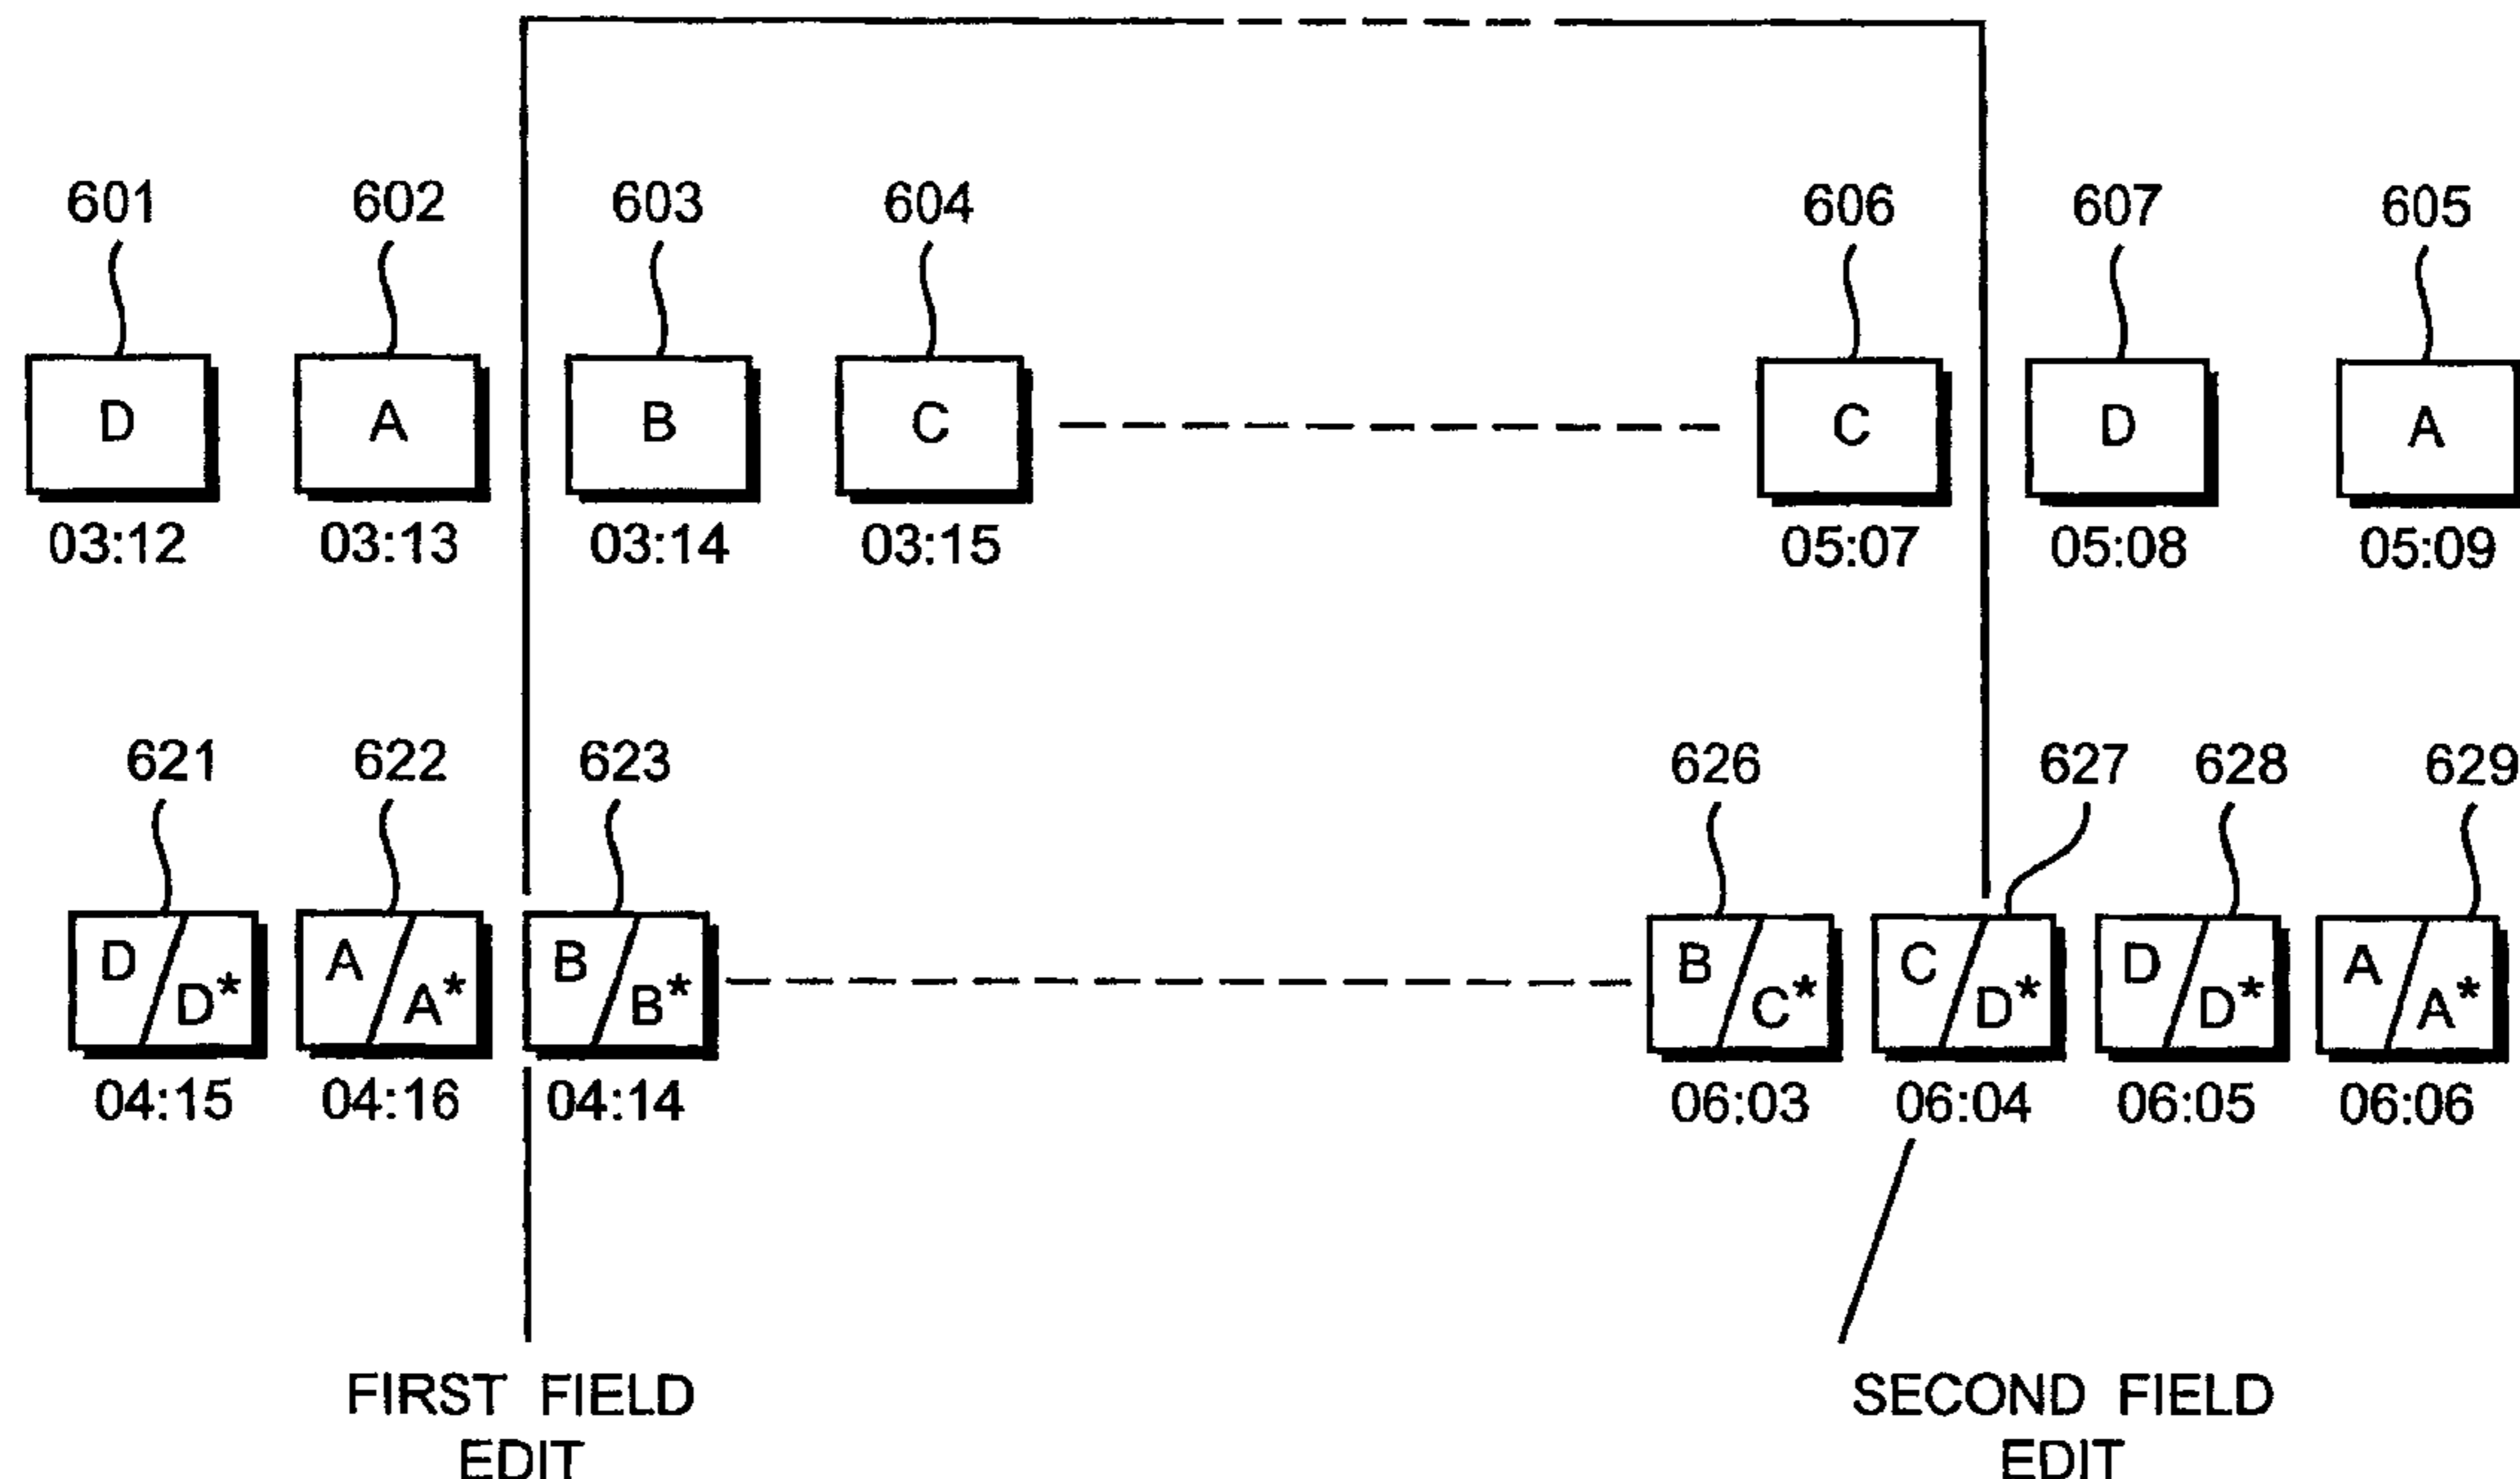 601 602 603 604 606 607 605
D A B C C D A
03:12 03:13 03:14 03:15 05:07 05:08 05:09
621 622 623 626 627 628 629
D/D* A/A* B/B* B/C* C/D* D/D* A/A*
04:15 04:16 04:14 06:03 06:04 06:05 06:06
FIRST FIELD SECOND FIELD
EDIT EDIT